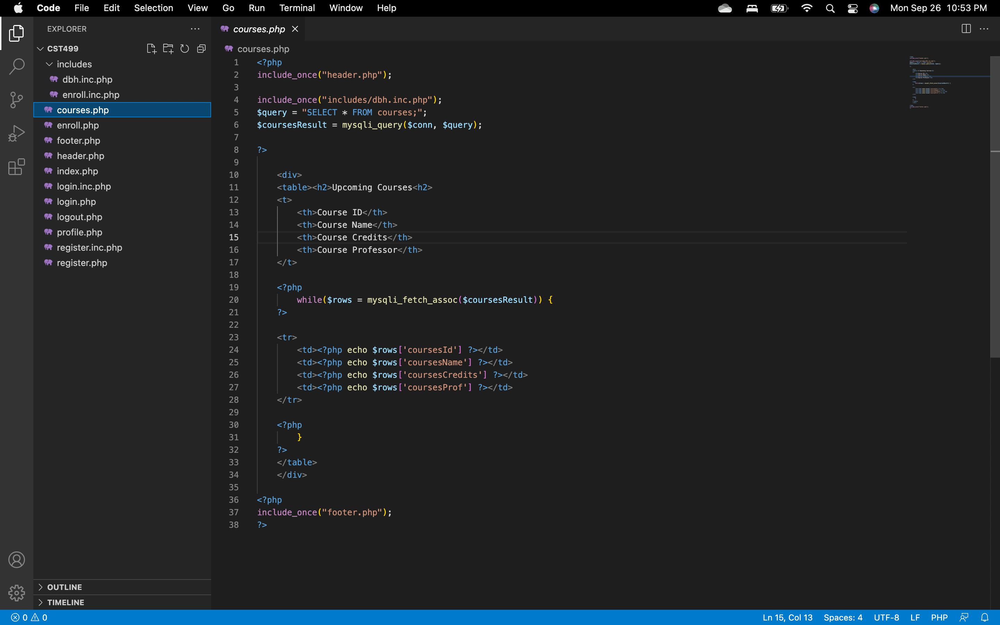 Code File Edit Selection View Go Run Terminal Window Help Mon Sep 26 10:53 PM
EXPLORER
CST499
includes
dbh.inc.php
enroll.inc.php
courses.php
enroll.php
footer.php
header.php
index.php
login.inc.php
login.php
logout.php
profile.php
register.inc.php
register.php
OUTLINE
TIMELINE
courses.php
courses.php
1 <?php
2 include_once("header.php");
3
4 include_once("includes/dbh.inc.php");
5 $query = "SELECT * FROM courses;";
6 $coursesResult = mysqli_query($conn, $query);
7
8 ?>
9
10 <div>
11 <table><h2>Upcoming Courses<h2>
12 <t>
13 <th>Course ID</th>
14 <th>Course Name</th>
15 <th>Course Credits</th>
16 <th>Course Professor</th>
17 </t>
18
19 <?php
20 while($rows = mysqli_fetch_assoc($coursesResult)) {
21 ?>
22
23 <tr>
24 <td><?php echo $rows['coursesId'] ?></td>
25 <td><?php echo $rows['coursesName'] ?></td>
26 <td><?php echo $rows['coursesCredits'] ?></td>
27 <td><?php echo $rows['coursesProf'] ?></td>
28 </tr>
29
30 <?php
31 }
32 ?>
33 </table>
34 </div>
35
36 <?php
37 include_once("footer.php");
38 ?>
0 0 Ln 15, Col 13 Spaces: 4 UTF-8 LF PHP